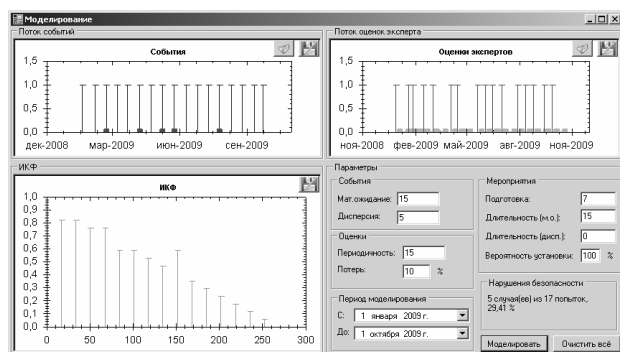 Моделирование
Поток событий
События
1,5
1,0
0,5
0,0
дек-2008 мар-2009 июн-2009 сен-2009
Поток оценок эксперта
Оценки экспертов
1,5
1,0
0,5
0,0
ноя-2008 фев-2009 май-2009 авг-2009 ноя-2009
ИКФ
ИКФ
1,0
0,9
0,8
0,7
0,6
0,5
0,4
0,3
0,2
0,1
0,0
0 50 100 150 200 250 300
Параметры
События
Мат.ожидание: 15
Дисперсия: 5
Оценки
Периодичность: 15
Потерь: 10 %
Период моделирования
С: 1 января 2009 г.
До: 1 октября 2009 г.
Мероприятия
Подготовка: 7
Длительность (м.о.): 15
Длительность (дисп.): 0
Вероятность установки: 100 %
Нарушения безопасности
5 случая(ев) из 17 попыток,
29,41 %
Моделировать Очистить всё